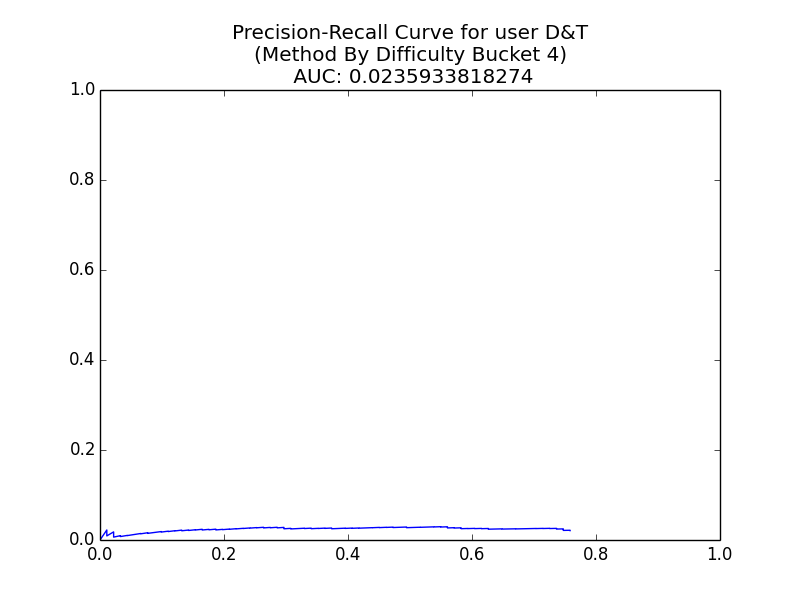 Precision-Recall Curve for user D&T
(Method By Difficulty Bucket 4)
AUC: 0.0235933818274
1.0
0.8
0.6
0.4
0.2
0.0
0.0 0.2 0.4 0.6 0.8 1.0